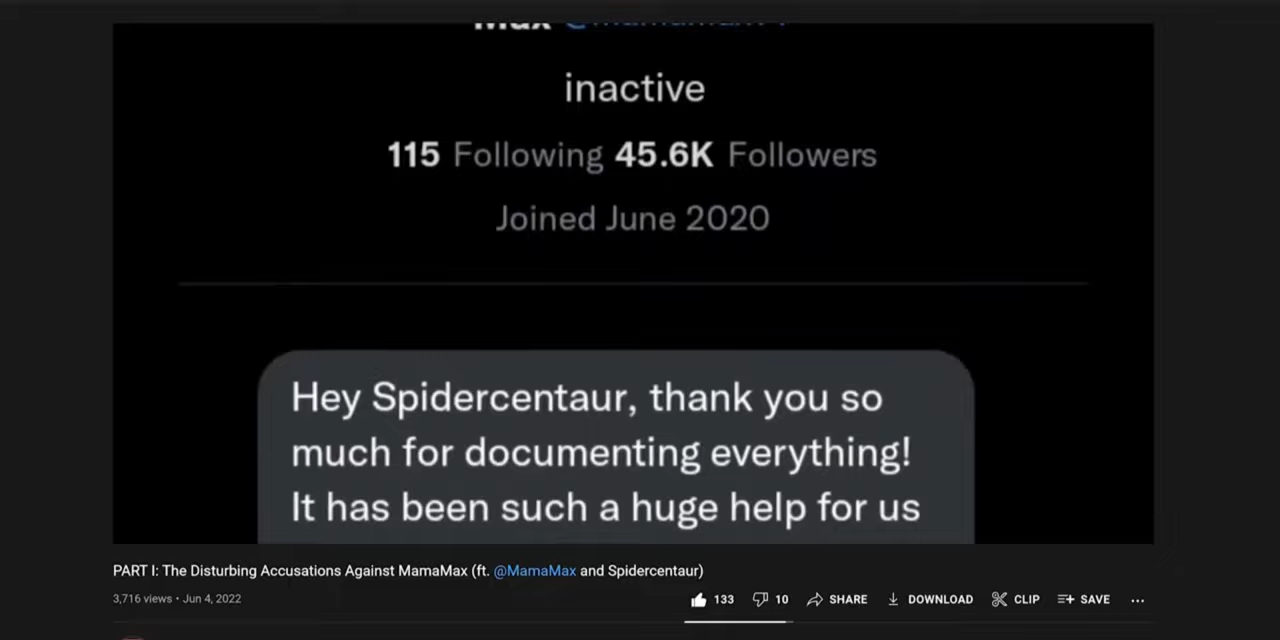 inactive
115 Following 45.6K Followers
Joined June 2020
Hey Spidercentaur, thank you so
much for documenting everything!
It has been such a huge help for us
PART I: The Disturbing Accusations Against MamaMax (ft. @MamaMax and Spidercentaur)
3,716 views • Jun 4, 2022
133 10 SHARE DOWNLOAD CLIP SAVE ...